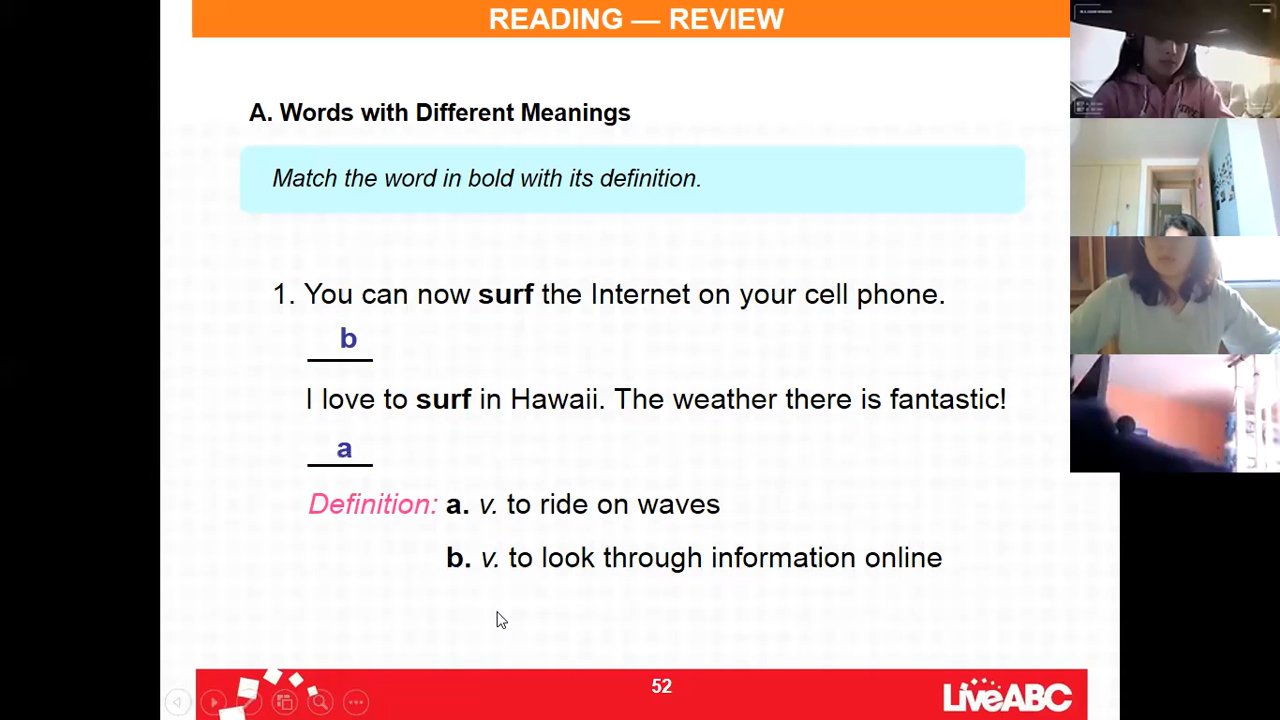 READING — REVIEW
A. Words with Different Meanings
Match the word in bold with its definition.
1. You can now surf the Internet on your cell phone.
b
I love to surf in Hawaii. The weather there is fantastic!
a
Definition: a. v. to ride on waves
b. v. to look through information online
52
LiveABC